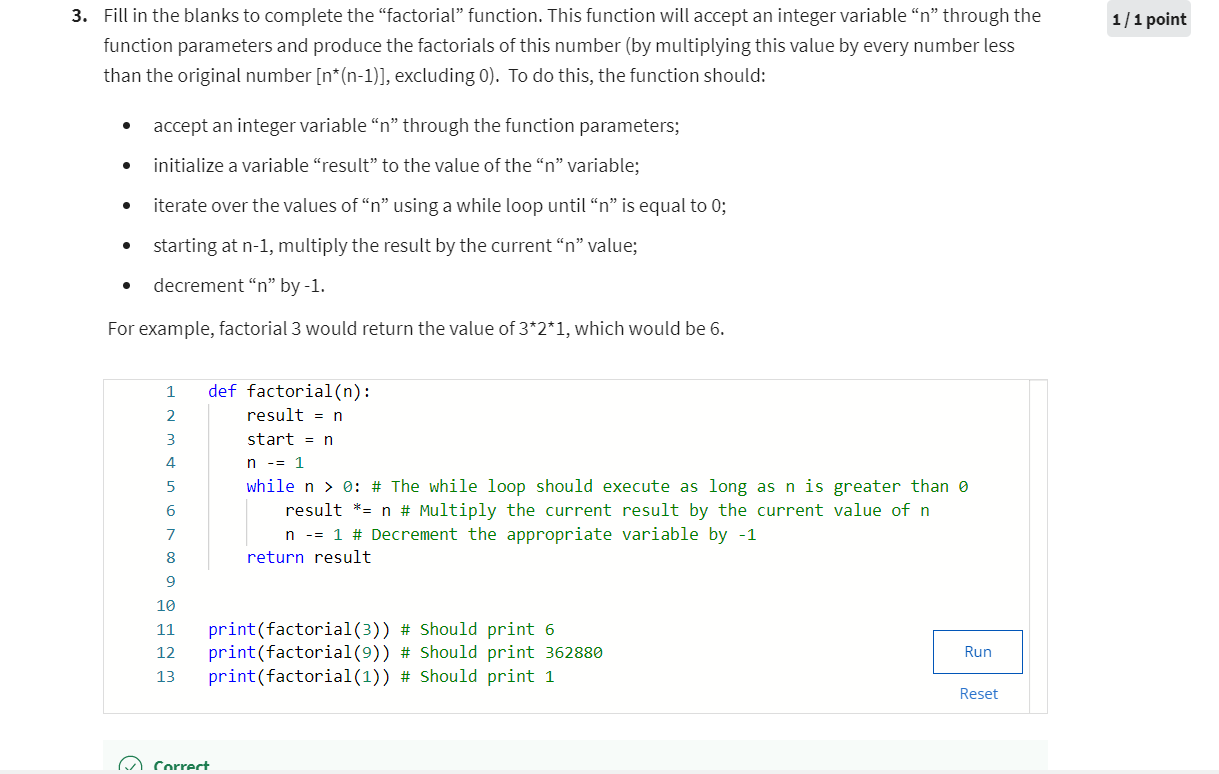 3. Fill in the blanks to complete the “factorial” function. This function will accept an integer variable “n” through the
1 / 1 point
function parameters and produce the factorials of this number (by multiplying this value by every number less
than the original number [n*(n-1)], excluding 0). To do this, the function should:
• accept an integer variable “n” through the function parameters;
• initialize a variable “result” to the value of the “n” variable;
• iterate over the values of “n” using a while loop until “n” is equal to 0;
• starting at n-1, multiply the result by the current “n” value;
• decrement “n” by -1.
For example, factorial 3 would return the value of 3*2*1, which would be 6.
1 def factorial(n):
2 result = n
3 start = n
4 n -= 1
5 while n > 0: # The while loop should execute as long as n is greater than 0
6 result *= n # Multiply the current result by the current value of n
7 n -= 1 # Decrement the appropriate variable by -1
8 return result
9
10
11 print(factorial(3)) # Should print 6
12 print(factorial(9)) # Should print 362880
13 print(factorial(1)) # Should print 1
Run
Reset
Correct